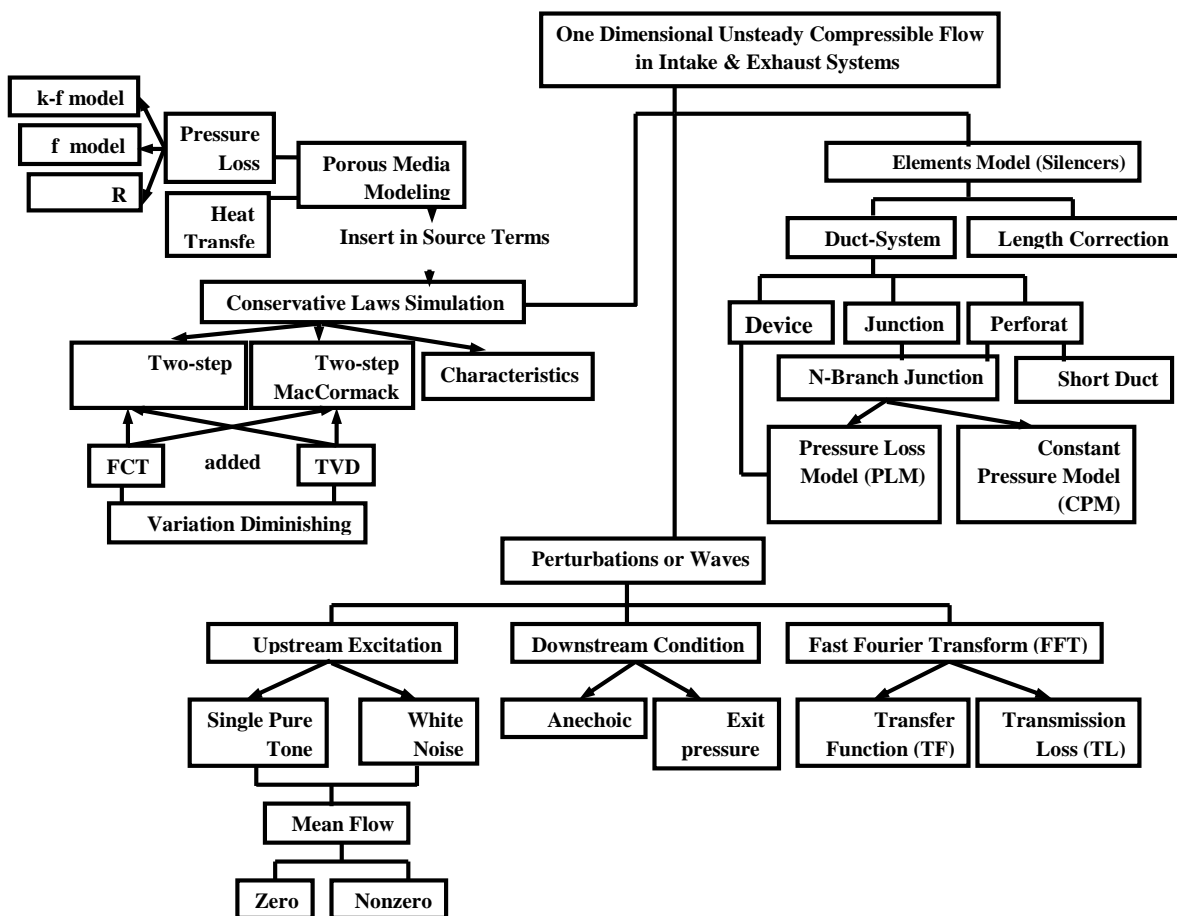 One Dimensional Unsteady Compressible Flow
in Intake & Exhaust Systems
k-f model
f model
R
Pressure
Loss
Porous Media
Modeling
Heat
Transfe
Insert in Source Terms
Conservative Laws Simulation
Two-step
Two-step
MacCormack
Characteristics
FCT
added
TVD
Variation Diminishing
Elements Model (Silencers)
Duct-System
Length Correction
Device
Junction
Perforat
N-Branch Junction
Short Duct
Pressure Loss
Model (PLM)
Constant
Pressure Model
(CPM)
Perturbations or Waves
Upstream Excitation
Downstream Condition
Fast Fourier Transform (FFT)
Single Pure
Tone
White
Noise
Anechoic
Exit
pressure
Transfer
Function (TF)
Transmission
Loss (TL)
Mean Flow
Zero
Nonzero